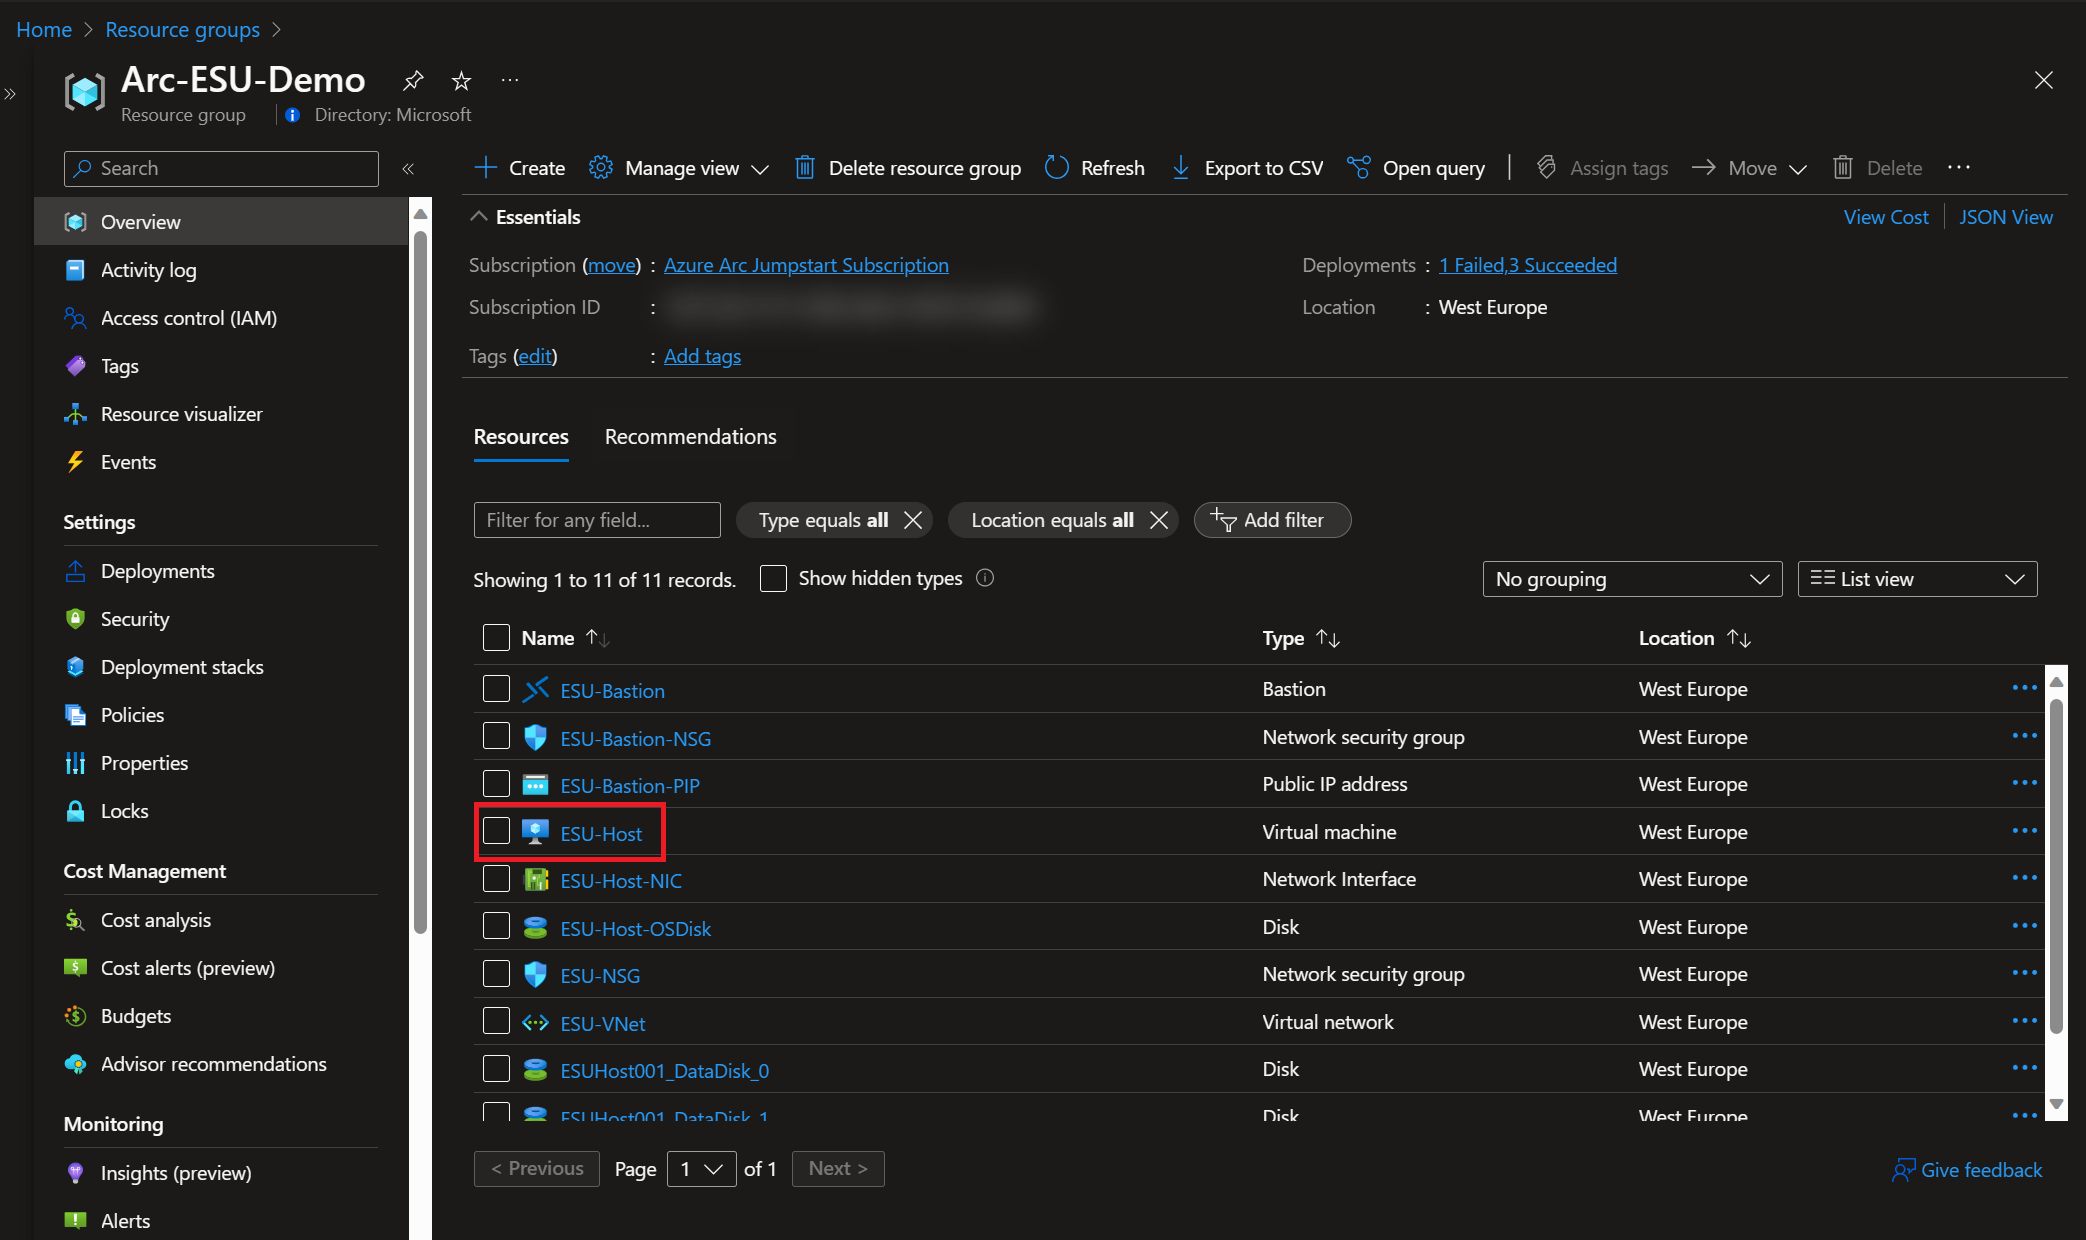 Home > Resource groups >
Arc-ESU-Demo
Resource group
Directory: Microsoft
Search
Create
Manage view
Delete resource group
Refresh
Export to CSV
Open query
Assign tags
Move
Delete
Overview
Activity log
Access control (IAM)
Tags
Resource visualizer
Events
Settings
Deployments
Security
Deployment stacks
Policies
Properties
Locks
Cost Management
Cost analysis
Cost alerts (preview)
Budgets
Advisor recommendations
Monitoring
Insights (preview)
Alerts
Essentials
View Cost
JSON View
Subscription (move) : Azure Arc Jumpstart Subscription
Deployments : 1 Failed,3 Succeeded
Subscription ID :
Location : West Europe
Tags (edit) : Add tags
Resources
Recommendations
Filter for any field...
Type equals all
Location equals all
Add filter
Showing 1 to 11 of 11 records.
Show hidden types
No grouping
List view
Name Type Location
ESU-Bastion Bastion West Europe
ESU-Bastion-NSG Network security group West Europe
ESU-Bastion-PIP Public IP address West Europe
ESU-Host Virtual machine West Europe
ESU-Host-NIC Network Interface West Europe
ESU-Host-OSDisk Disk West Europe
ESU-NSG Network security group West Europe
ESU-VNet Virtual network West Europe
ESUHost001_DataDisk_0 Disk West Europe
ESUHost001_DataDisk_1 Disk West Europe
< Previous Page 1 of 1 Next >
Give feedback